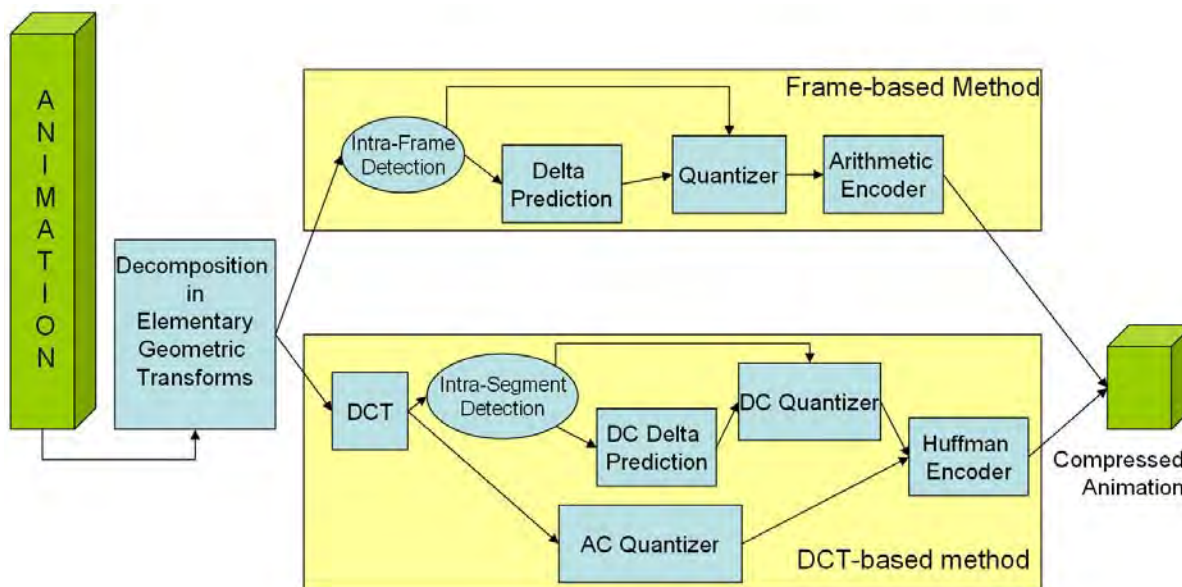 ANIMATION
Decomposition
in
Elementary
Geometric
Transforms
Frame-based Method
Intra-Frame
Detection
Delta
Prediction
Quantizer
Arithmetic
Encoder
DCT
Intra-Segment
Detection
DC Delta
Prediction
DC Quantizer
AC Quantizer
Huffman
Encoder
DCT-based method
Compressed
Animation